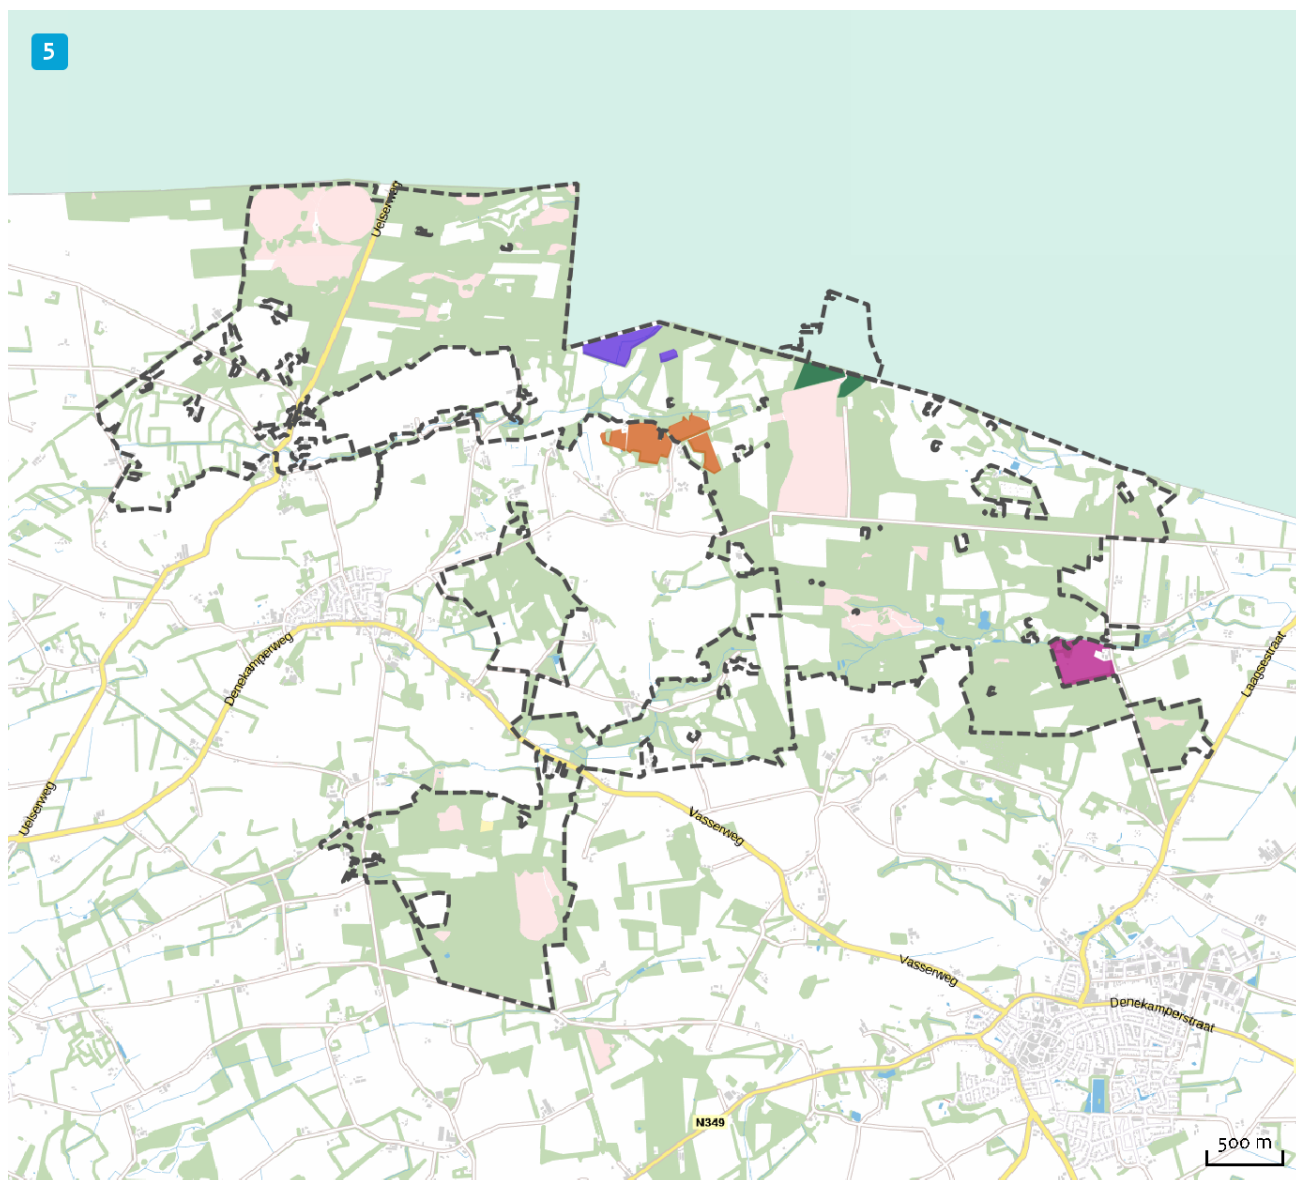 5
Uelserweg
Denekamperweg
Uelserweg
Laagsestraat
Vasserweg
Vasserweg
Denekamperstraat
N349
500 m